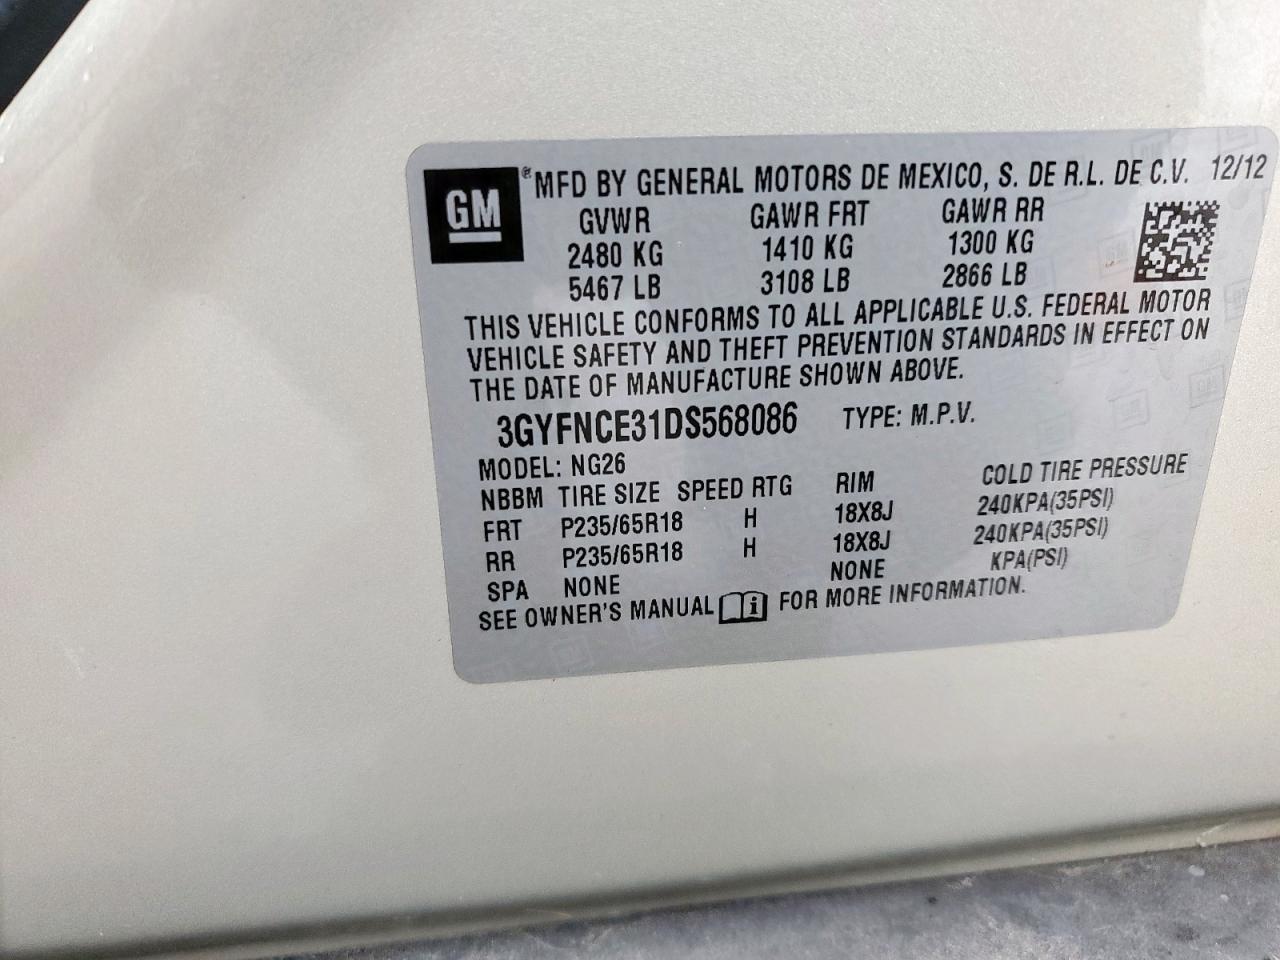 GM ® MFD BY GENERAL MOTORS DE MEXICO, S. DE R.L. DE C.V. 12/12
GVWR GAWR FRT GAWR RR
2480 KG 1410 KG 1300 KG
5467 LB 3108 LB 2866 LB
THIS VEHICLE CONFORMS TO ALL APPLICABLE U.S. FEDERAL MOTOR
VEHICLE SAFETY AND THEFT PREVENTION STANDARDS IN EFFECT ON
THE DATE OF MANUFACTURE SHOWN ABOVE.
3GYFNCE31DS568086 TYPE: M.P.V.
MODEL: NG26
NBBM TIRE SIZE SPEED RTG RIM COLD TIRE PRESSURE
FRT P235/65R18 H 18X8J 240KPA(35PSI)
RR P235/65R18 H 18X8J 240KPA(35PSI)
SPA NONE NONE KPA(PSI)
SEE OWNER'S MANUAL i FOR MORE INFORMATION.